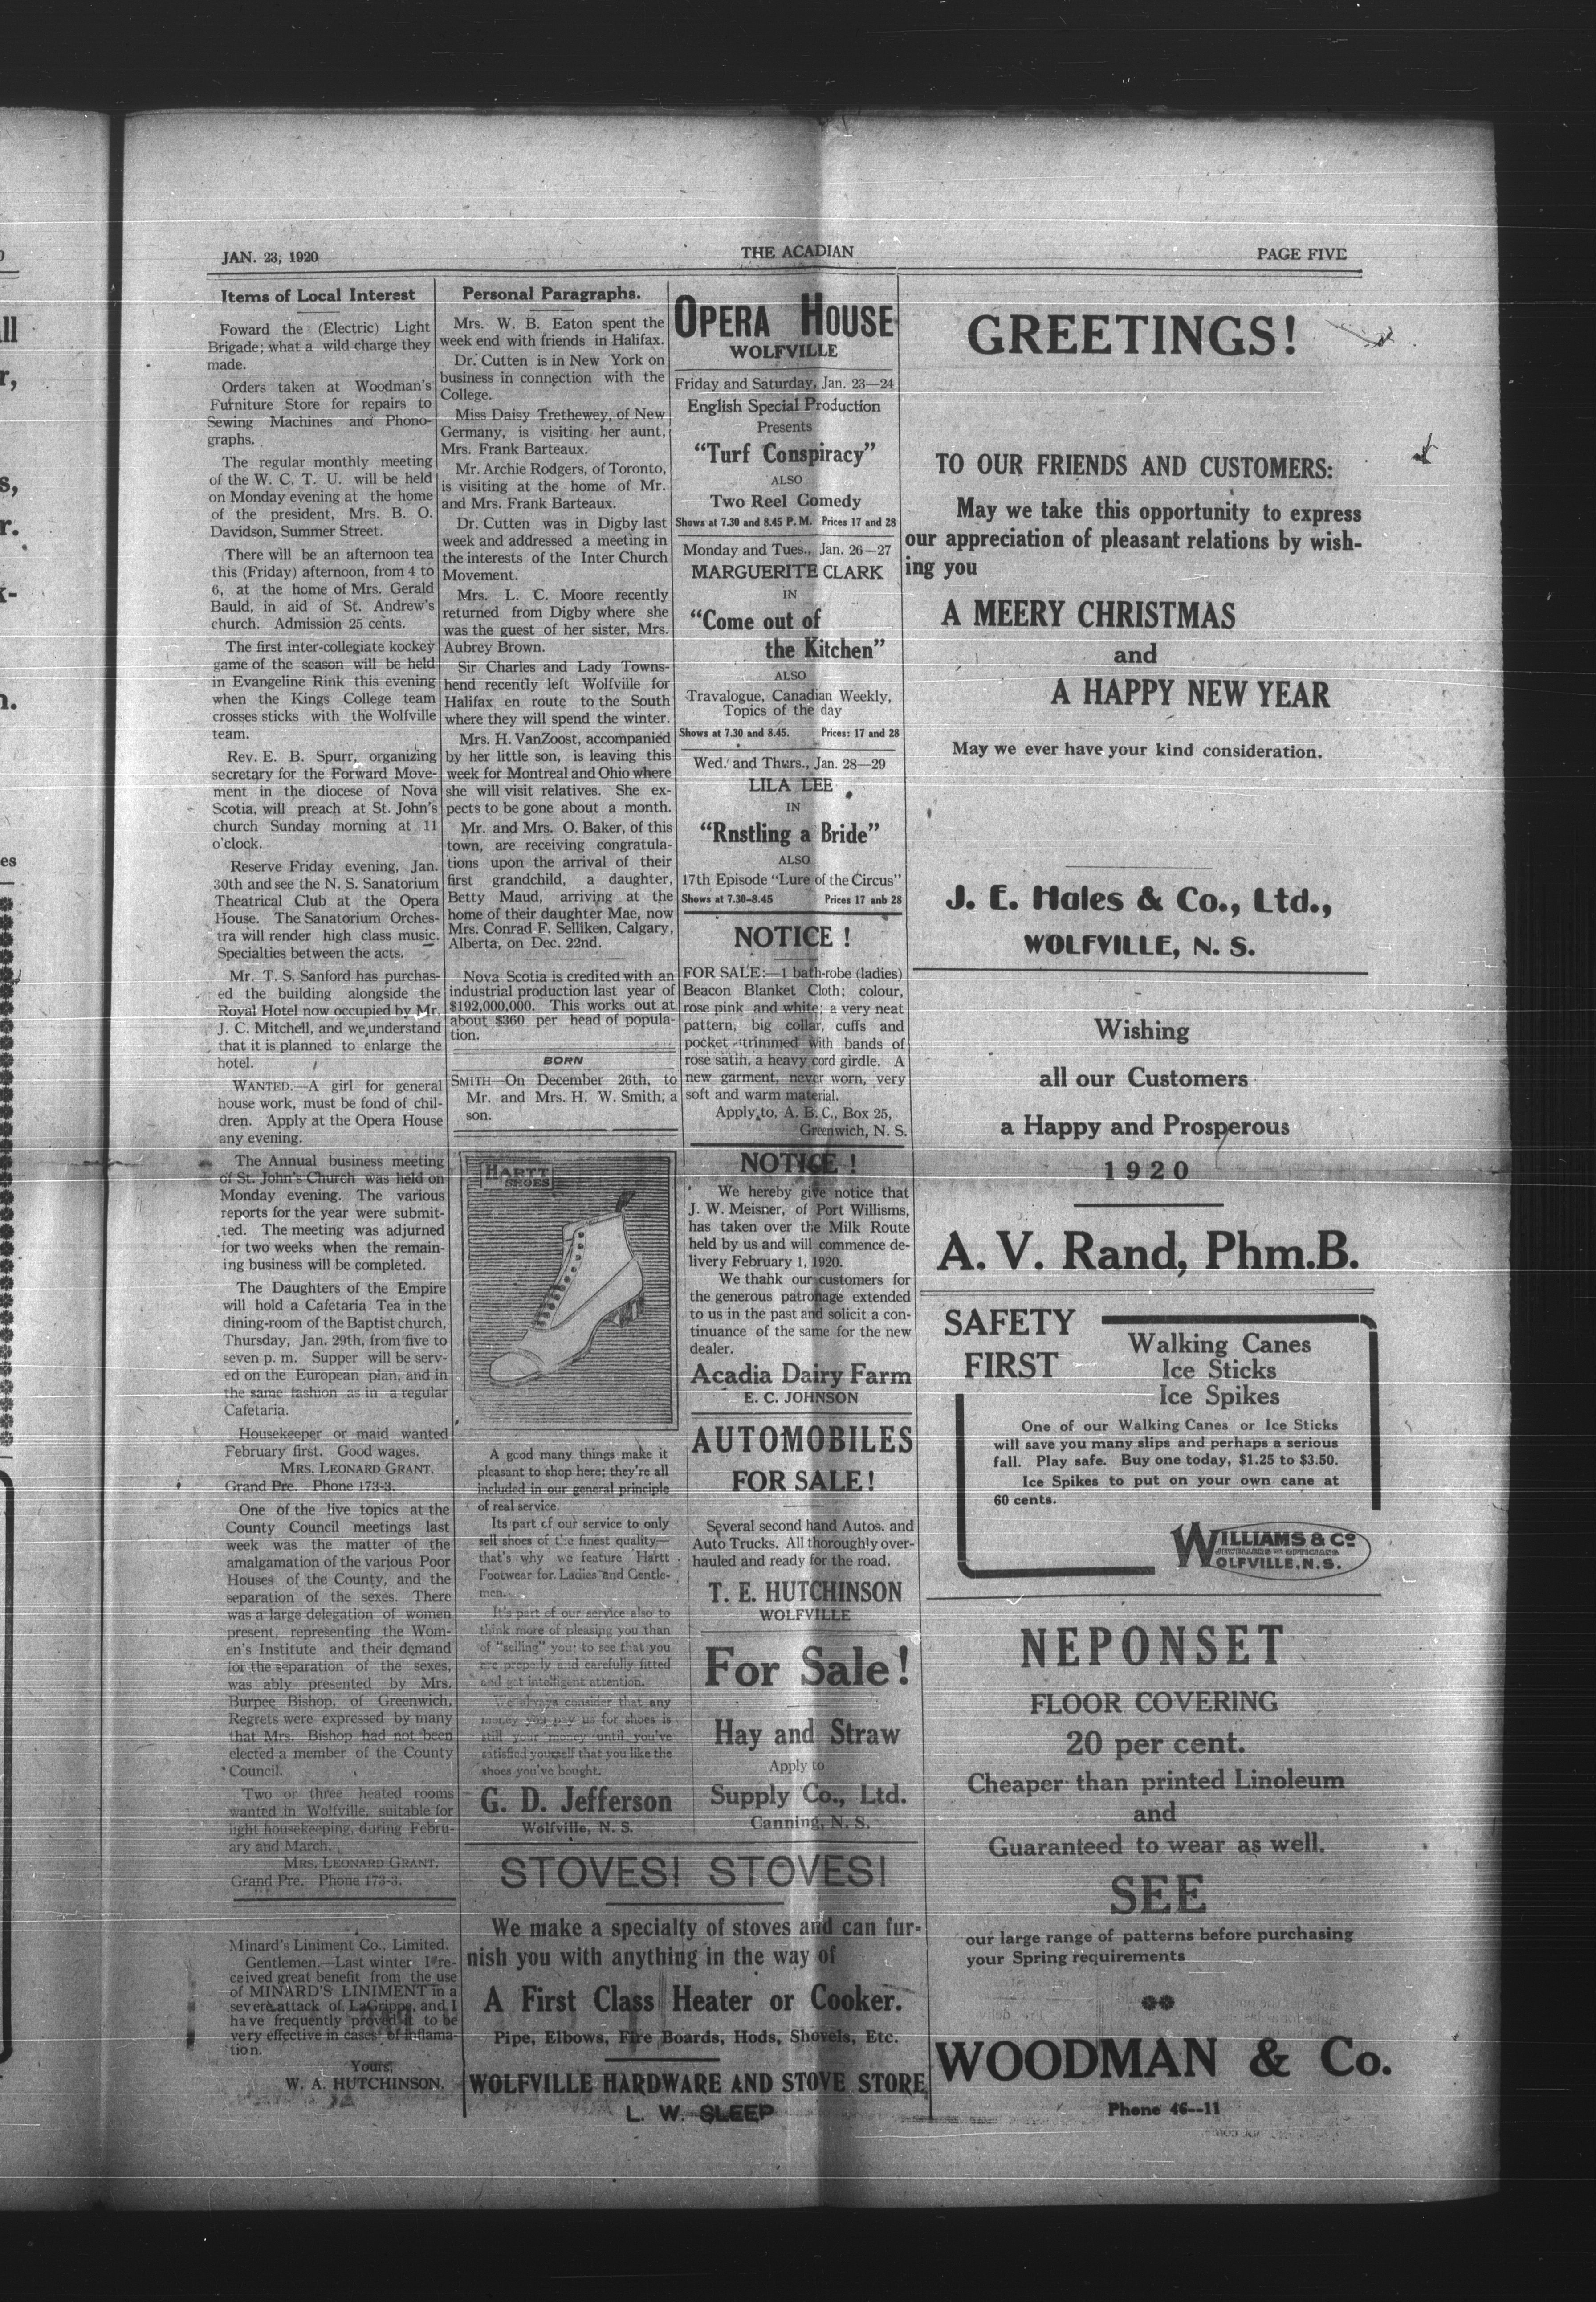 JAN. 23, 1920
THE ACADIAN
PAGE FIVE
Items of Local Interest
Foward the (Electric) Light
Brigade; what a wild charge they
made.
Orders taken at Woodman's
Furniture Store for repairs to
Sewing Machines and Phono-
graphs.
The regular monthly meeting
of the W. C. T. U. will be held
on Monday evening at the home
of the president, Mrs. B. O.
Davidson, Summer Street.
There will be an afternoon tea
this (Friday) afternoon, from 4 to
6, at the home of Mrs. Gerald
Bauld, in aid of St. Andrew's
church. Admission 25 cents.
The first inter-collegiate kockey
game of the season will be held
in Evangeline Rink this evening
when the Kings College team
crosses sticks with the Wolfville
team.
Rev. E. B. Spurr, organizing
secretary for the Forward Move-
ment in the diocese of Nova
Scotia, will preach at St. John's
church Sunday morning at 11
o'clock.
Reserve Friday evening, Jan.
30th and see the N. S. Sanatorium
Theatrical Club at the Opera
House. The Sanatorium Orches-
tra will render high class music.
Specialties between the acts.
Mr. T. S. Sanford has purchas-
ed the building alongside the
Royal Hotel now occupied by Mr.
J. C. Mitchell, and we understand
that it is planned to enlarge the
hotel.
WANTED.—A girl for general
house work, must be fond of chil-
dren. Apply at the Opera House
any evening.
The Annual business meeting
of St. John's Church was held on
Monday evening. The various
reports for the year were submit-
ted. The meeting was adjurned
for two weeks when the remain-
ing business will be completed.
The Daughters of the Empire
will hold a Cafetaria Tea in the
dining-room of the Baptist church,
Thursday, Jan. 29th, from five to
seven p. m. Supper will be serv-
ed on the European plan, and in
the same fashion as in a regular
Cafetaria.
Housekeeper or maid wanted
February first. Good wages.
MRS. LEONARD GRANT.
Grand Pre. Phone 173-3.
One of the live topics at the
County Council meetings last
week was the matter of the
amalgamation of the various Poor
Houses of the County, and the
separation of the sexes. There
was a large delegation of women
present, representing the Wom-
en's Institute and their demand
for the separation of the sexes,
was ably presented by Mrs.
Burpee Bishop, of Greenwich,
Regrets were expressed by many
that Mrs. Bishop had not been
elected a member of the County
Council.
Two or three heated rooms
wanted in Wolfville, suitable for
light housekeeping, during Febru-
ary and March.
MRS. LEONARD GRANT.
Grand Pre. Phone 173-3.
Minard's Liniment Co., Limited.
Gentlemen.—Last winter I re-
ceived great benefit from the use
of MINARD'S LINIMENT in a
severe attack of LaGrippe, and I
have frequently proved it to be
very effective in cases of inflama-
tion.
Yours,
W. A. HUTCHINSON.
Personal Paragraphs.
Mrs. W. B. Eaton spent the
week end with friends in Halifax.
Dr. Cutten is in New York on
business in connection with the
College.
Miss Daisy Trethewey, of New
Germany, is visiting her aunt,
Mrs. Frank Barteaux.
Mr. Archie Rodgers, of Toronto,
is visiting at the home of Mr.
and Mrs. Frank Barteaux.
Dr. Cutten was in Digby last
week and addressed a meeting in
the interests of the Inter Church
Movement.
Mrs. L. C. Moore recently
returned from Digby where she
was the guest of her sister, Mrs.
Aubrey Brown.
Sir Charles and Lady Towns-
hend recently left Wolfville for
Halifax en route to the South
where they will spend the winter.
Mrs. H. VanZoost, accompanied
by her little son, is leaving this
week for Montreal and Ohio where
she will visit relatives. She ex-
pects to be gone about a month.
Mr. and Mrs. O. Baker, of this
town, are receiving congratula-
tions upon the arrival of their
first grandchild, a daughter,
Betty Maud, arriving at the
home of their daughter Mae, now
Mrs. Conrad F. Selliken, Calgary,
Alberta, on Dec. 22nd.
Nova Scotia is credited with an
industrial production last year of
$192,000,000. This works out at
about $360 per head of popula-
tion.
BORN
SMITH—On December 26th, to
Mr. and Mrs. H. W. Smith; a
son.
HARTT
SHOES
A good many things make it
pleasant to shop here; they're all
included in our general principle
of real service.
Its part of our service to only
sell shoes of the finest quality—
that's why we feature Hartt
Footwear for Ladies and Gentle-
men.
It's part of our service also to
think more of pleasing you than
of "selling" you; to see that you
are properly and carefully fitted
and get intelligent attention.
We always consider that any
money you pay us for shoes is
still your money until you've
satisfied yourself that you like the
shoes you've bought.
G. D. Jefferson
Wolfville, N. S.
OPERA HOUSE
WOLFVILLE
Friday and Saturday, Jan. 23—24
English Special Production
Presents
"Turf Conspiracy"
ALSO
Two Reel Comedy
Shows at 7.30 and 8.45 P. M. Prices 17 and 28
Monday and Tues., Jan. 26—27
MARGUERITE CLARK
IN
"Come out of
the Kitchen"
ALSO
Travalogue, Canadian Weekly,
Topics of the day
Shows at 7.30 and 8.45. Prices: 17 and 28
Wed. and Thurs., Jan. 28—29
LILA LEE
IN
"Rnstling a Bride"
ALSO
17th Episode "Lure of the Circus"
Shows at 7.30-8.45 Prices 17 anb 28
NOTICE !
FOR SALE:—1 bath-robe (ladies)
Beacon Blanket Cloth; colour,
rose pink and white; a very neat
pattern, big collar, cuffs and
pocket trimmed with bands of
rose satin, a heavy cord girdle. A
new garment, never worn, very
soft and warm material.
Apply to, A. B. C., Box 25,
Greenwich, N. S.
NOTICE !
We hereby give notice that
J. W. Meisner, of Port Willisms,
has taken over the Milk Route
held by us and will commence de-
livery February 1, 1920.
We thahk our customers for
the generous patronage extended
to us in the past and solicit a con-
tinuance of the same for the new
dealer.
Acadia Dairy Farm
E. C. JOHNSON
AUTOMOBILES
FOR SALE!
Several second hand Autos. and
Auto Trucks. All thoroughly over-
hauled and ready for the road.
T. E. HUTCHINSON
WOLFVILLE
For Sale!
Hay and Straw
Apply to
Supply Co., Ltd.
Canning, N. S.
STOVES! STOVES!
We make a specialty of stoves and can fur-
nish you with anything in the way of
A First Class Heater or Cooker.
Pipe, Elbows, Fire Boards, Hods, Shovels, Etc.
WOLFVILLE HARDWARE AND STOVE STORE
L. W. SLEEP
GREETINGS!
TO OUR FRIENDS AND CUSTOMERS:
May we take this opportunity to express
our appreciation of pleasant relations by wish-
ing you
A MEERY CHRISTMAS
and
A HAPPY NEW YEAR
May we ever have your kind consideration.
J. E. Hales & Co., Ltd.,
WOLFVILLE, N. S.
Wishing
all our Customers
a Happy and Prosperous
1920
A. V. Rand, Phm.B.
SAFETY
FIRST
Walking Canes
Ice Sticks
Ice Spikes
One of our Walking Canes or Ice Sticks
will save you many slips and perhaps a serious
fall. Play safe. Buy one today, $1.25 to $3.50.
Ice Spikes to put on your own cane at
60 cents.
WILLIAMS & Co
JEWELLERS & OPTICIANS
WOLFVILLE, N. S.
NEPONSET
FLOOR COVERING
20 per cent.
Cheaper than printed Linoleum
and
Guaranteed to wear as well.
SEE
our large range of patterns before purchasing
your Spring requirements
WOODMAN & Co.
Phone 46--11